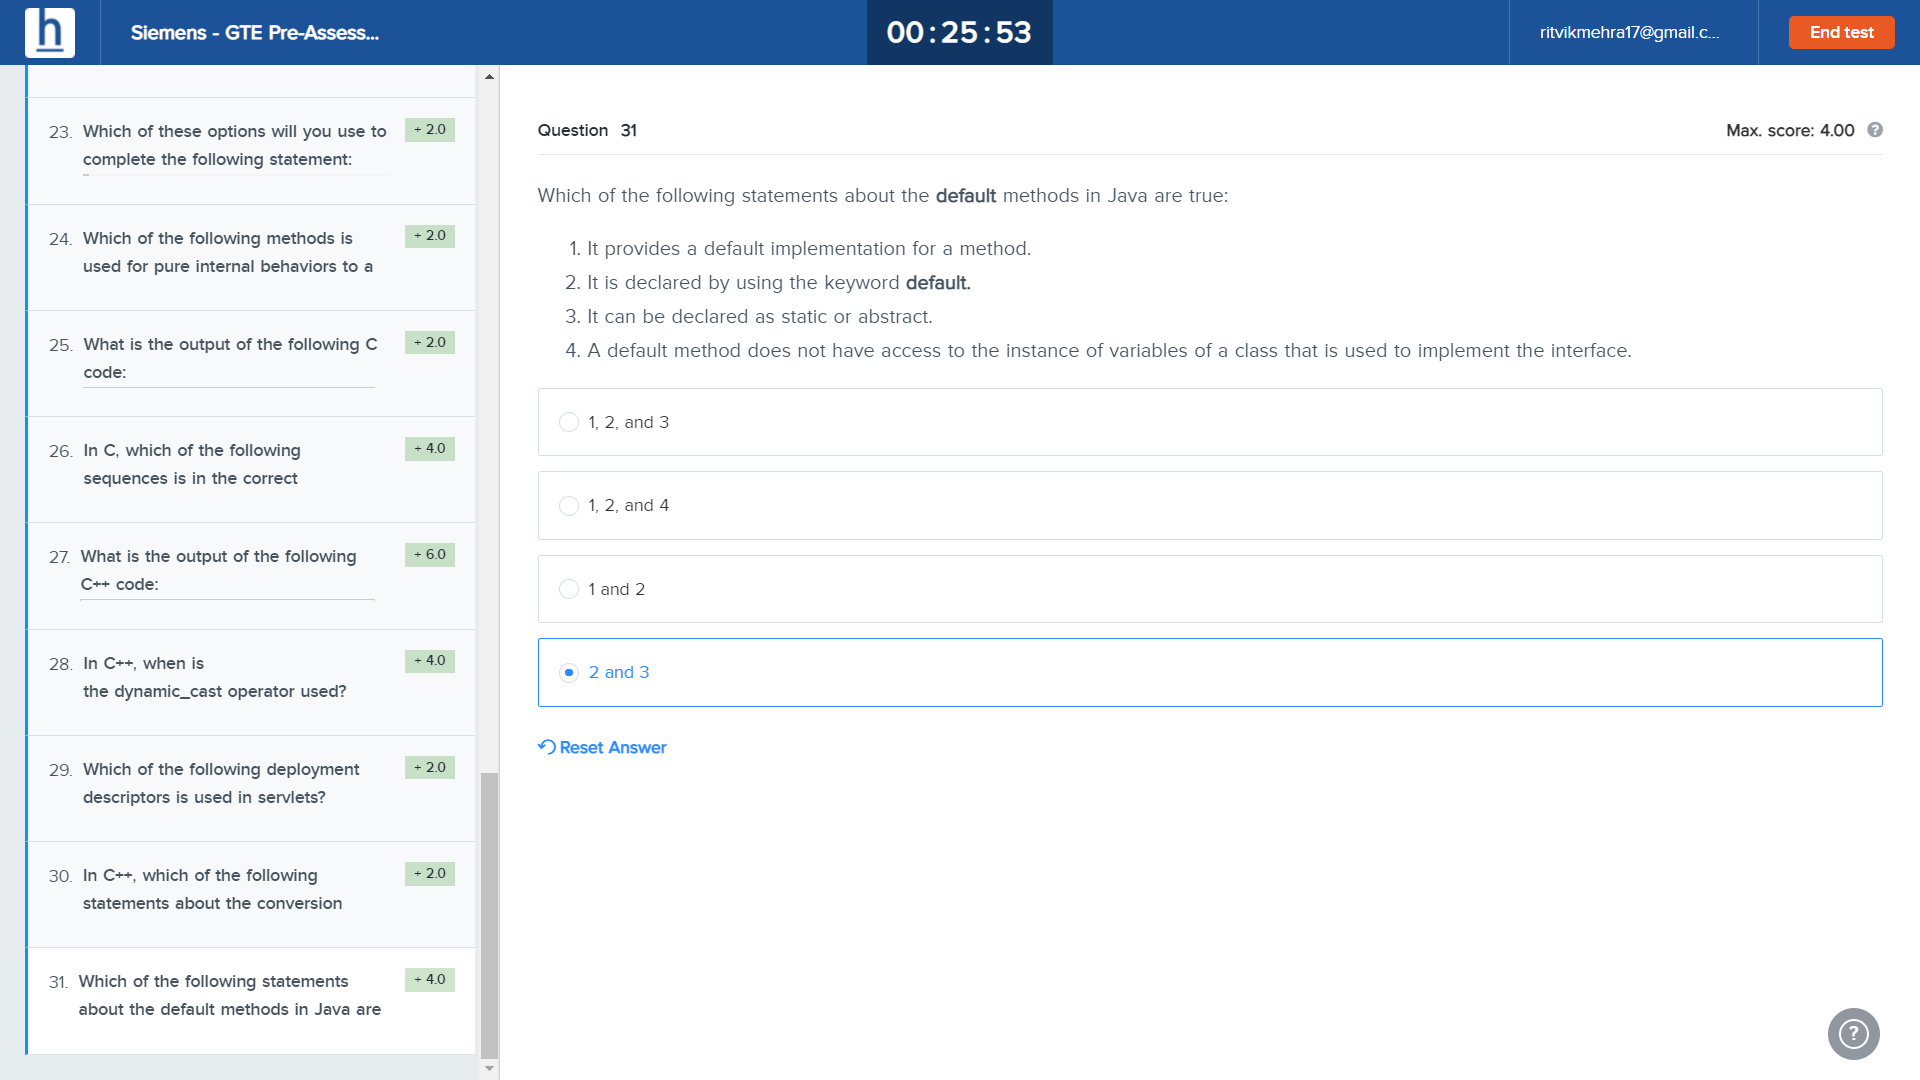 h
Siemens - GTE Pre-Assess...
00 : 25 : 53
ritvikmehra17@gmail.c...
End test
23. Which of these options will you use to + 2.0
complete the following statement:
24. Which of the following methods is + 2.0
used for pure internal behaviors to a
25. What is the output of the following C + 2.0
code:
26. In C, which of the following + 4.0
sequences is in the correct
27. What is the output of the following + 6.0
C++ code:
28. In C++, when is + 4.0
the dynamic_cast operator used?
29. Which of the following deployment + 2.0
descriptors is used in servlets?
30. In C++, which of the following + 2.0
statements about the conversion
31. Which of the following statements + 4.0
about the default methods in Java are
Question 31
Max. score: 4.00 ?
Which of the following statements about the default methods in Java are true:
1. It provides a default implementation for a method.
2. It is declared by using the keyword default.
3. It can be declared as static or abstract.
4. A default method does not have access to the instance of variables of a class that is used to implement the interface.
1, 2, and 3
1, 2, and 4
1 and 2
2 and 3
Reset Answer
?